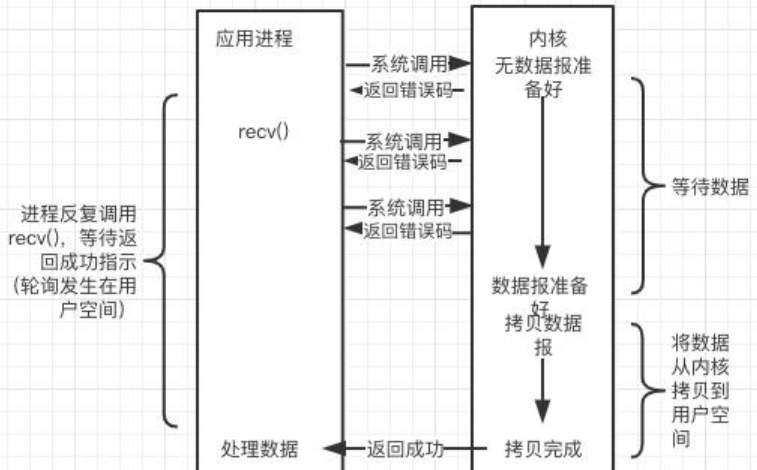 应用进程
内核
系统调用
无数据报准
备好
返回错误码
recv()
系统调用
返回错误码
等待数据
系统调用
返回错误码
进程反复调用
recv()，等待返
回成功指示
（轮询发生在用
户空间）
数据报准备
好
拷贝数据
报
将数据
从内核
拷贝到
用户空
间
处理数据
返回成功
拷贝完成